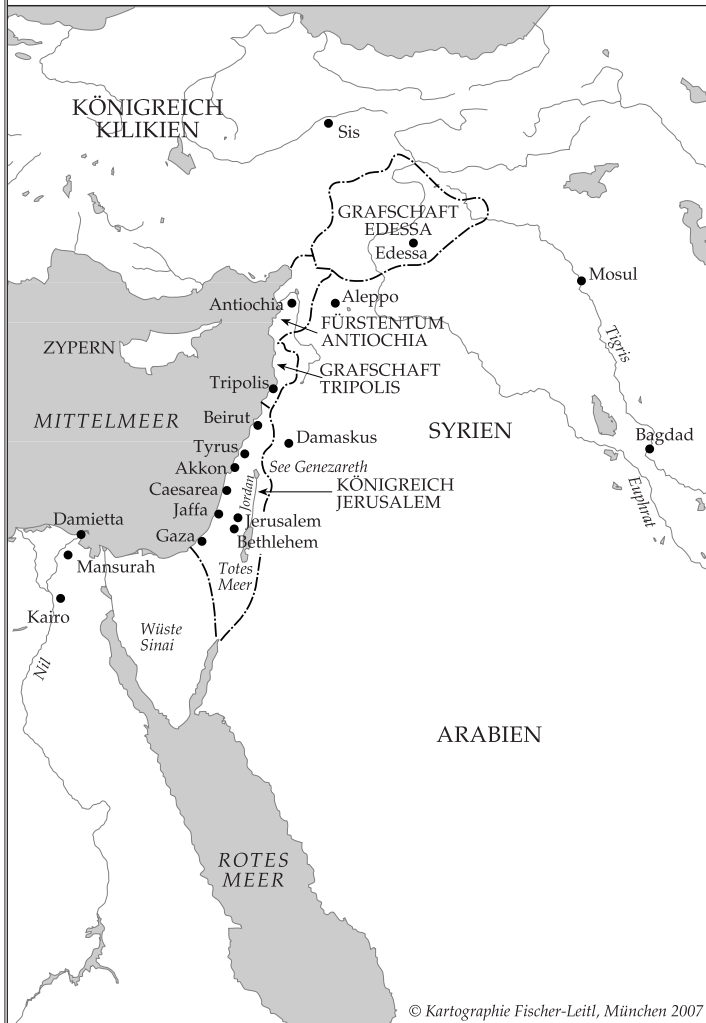 KÖNIGREICH
KILIKIEN
Sis
GRAFSCHAFT
EDESSA
Edessa
Mosul
Antiochia
Aleppo
FÜRSTENTUM
ANTIOCHIA
Tigris
ZYPERN
GRAFSCHAFT
TRIPOLIS
Tripolis
MITTELMEER
Beirut
SYRIEN
Damaskus
Bagdad
Tyrus
See Genezareth
Akkon
Caesarea
KÖNIGREICH
JERUSALEM
Jordan
Euphrat
Jaffa
Damietta
Jerusalem
Gaza
Bethlehem
Mansurah
Totes
Meer
Kairo
Wüste
Sinai
Nil
ARABIEN
ROTES
MEER
© Kartographie Fischer-Leitl, München 2007